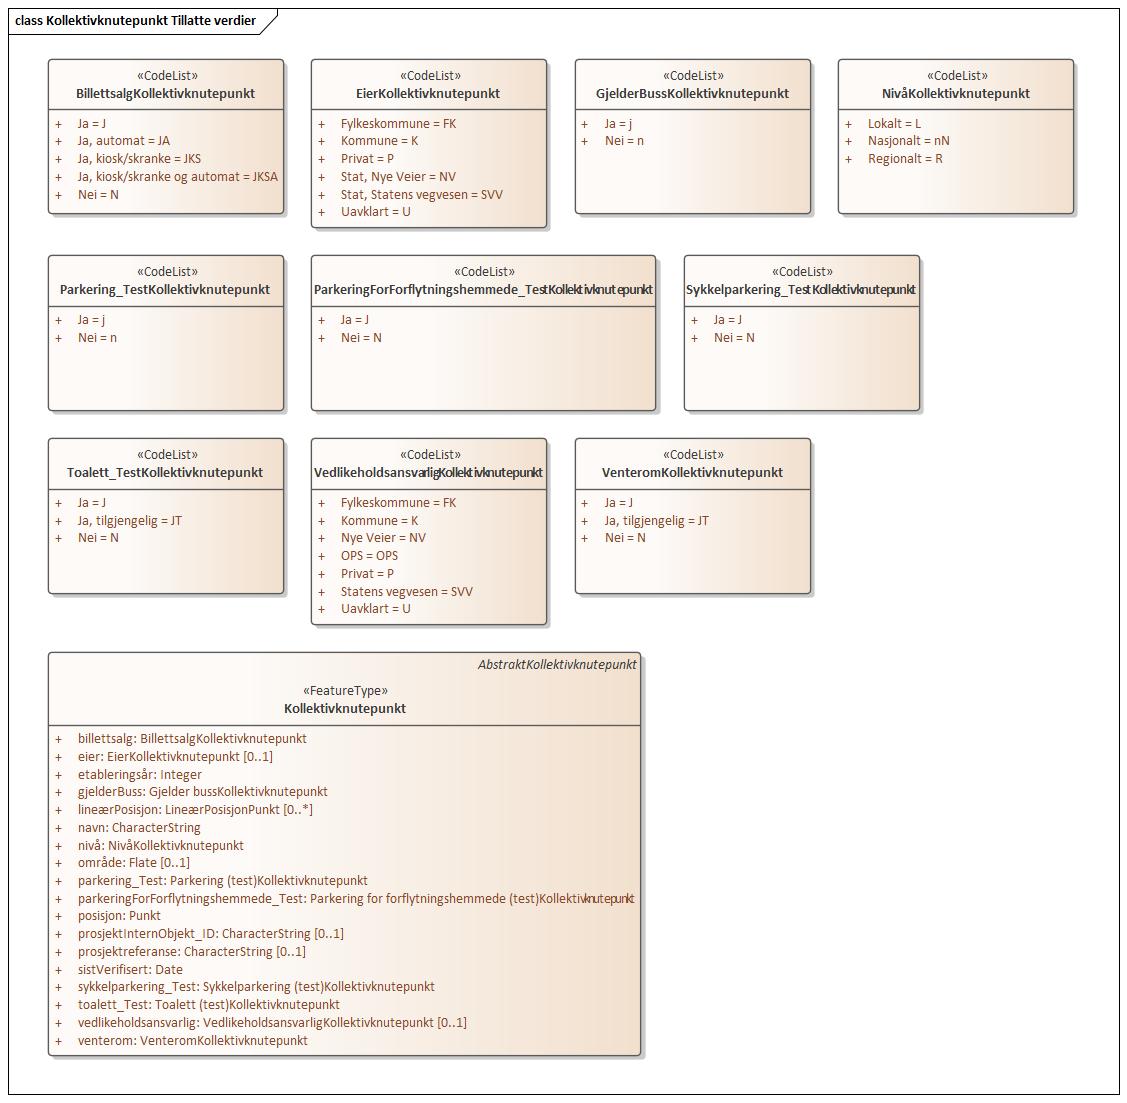 class Kollektivknutepunkt Tillatte verdier
«CodeList»
BillettsalgKollektivknutepunkt
+ Ja = J
+ Ja, automat = JA
+ Ja, kiosk/skranke = JKS
+ Ja, kiosk/skranke og automat = JKSA
+ Nei = N
«CodeList»
EierKollektivknutepunkt
+ Fylkeskommune = FK
+ Kommune = K
+ Privat = P
+ Stat, Nye Veier = NV
+ Stat, Statens vegvesen = SVV
+ Uavklart = U
«CodeList»
GjelderBussKollektivknutepunkt
+ Ja = j
+ Nei = n
«CodeList»
NivåKollektivknutepunkt
+ Lokalt = L
+ Nasjonalt = nN
+ Regionalt = R
«CodeList»
Parkering_TestKollektivknutepunkt
+ Ja = j
+ Nei = n
«CodeList»
ParkeringForForflytningshemmede_TestKollektivknutepunkt
+ Ja = J
+ Nei = N
«CodeList»
Sykkelparkering_TestKollektivknutepunkt
+ Ja = J
+ Nei = N
«CodeList»
Toalett_TestKollektivknutepunkt
+ Ja = J
+ Ja, tilgjengelig = JT
+ Nei = N
«CodeList»
VedlikeholdsansvarligKollektivknutepunkt
+ Fylkeskommune = FK
+ Kommune = K
+ Nye Veier = NV
+ OPS = OPS
+ Privat = P
+ Statens vegvesen = SVV
+ Uavklart = U
«CodeList»
VenteromKollektivknutepunkt
+ Ja = J
+ Ja, tilgjengelig = JT
+ Nei = N
AbstraktKollektivknutepunkt
«FeatureType»
Kollektivknutepunkt
+ billettsalg: BillettsalgKollektivknutepunkt
+ eier: EierKollektivknutepunkt [0..1]
+ etableringsår: Integer
+ gjelderBuss: Gjelder bussKollektivknutepunkt
+ lineærPosisjon: LineærPosisjonPunkt [0..*]
+ navn: CharacterString
+ nivå: NivåKollektivknutepunkt
+ område: Flate [0..1]
+ parkering_Test: Parkering (test)Kollektivknutepunkt
+ parkeringForForflytningshemmede_Test: Parkering for forflytningshemmede (test)Kollektivknutepunkt
+ posisjon: Punkt
+ prosjektInternObjekt_ID: CharacterString [0..1]
+ prosjektreferanse: CharacterString [0..1]
+ sistVerifisert: Date
+ sykkelparkering_Test: Sykkelparkering (test)Kollektivknutepunkt
+ toalett_Test: Toalett (test)Kollektivknutepunkt
+ vedlikeholdsansvarlig: VedlikeholdsansvarligKollektivknutepunkt [0..1]
+ venterom: VenteromKollektivknutepunkt